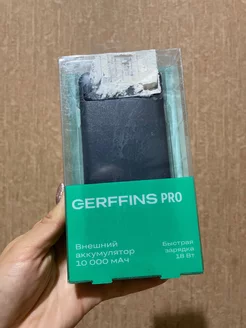 GERFFINS PRO
Внешний
аккумулятор
10 000 мАч
Быстрая
зарядка
18 Вт